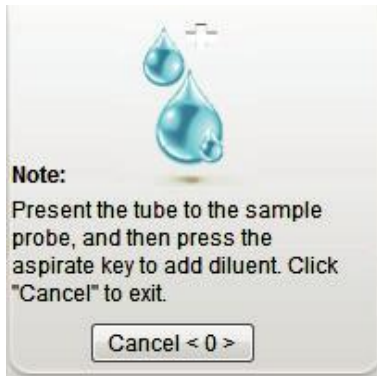 Note:
Present the tube to the sample
probe, and then press the
aspirate key to add diluent. Click
"Cancel" to exit.
Cancel < 0 >